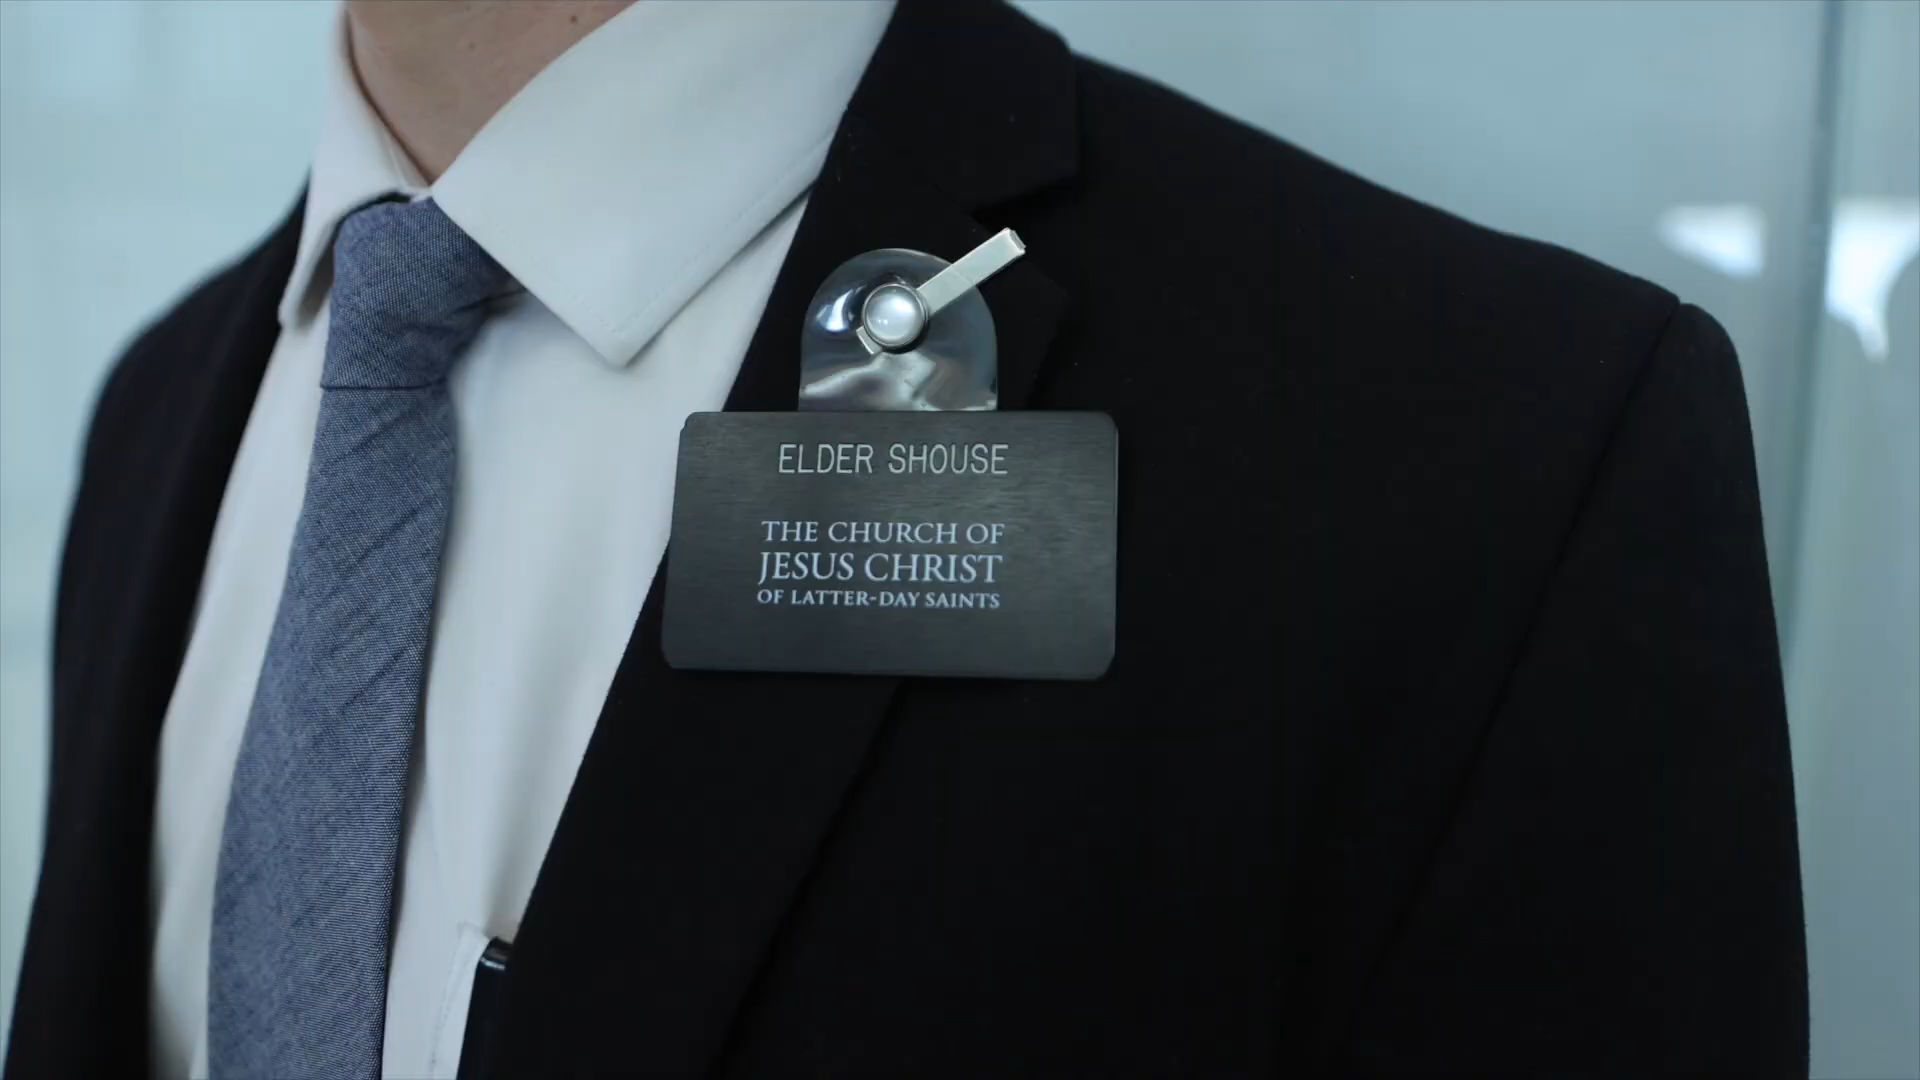 ELDER SHOUSE
THE CHURCH OF
JESUS CHRIST
OF LATTER-DAY SAINTS